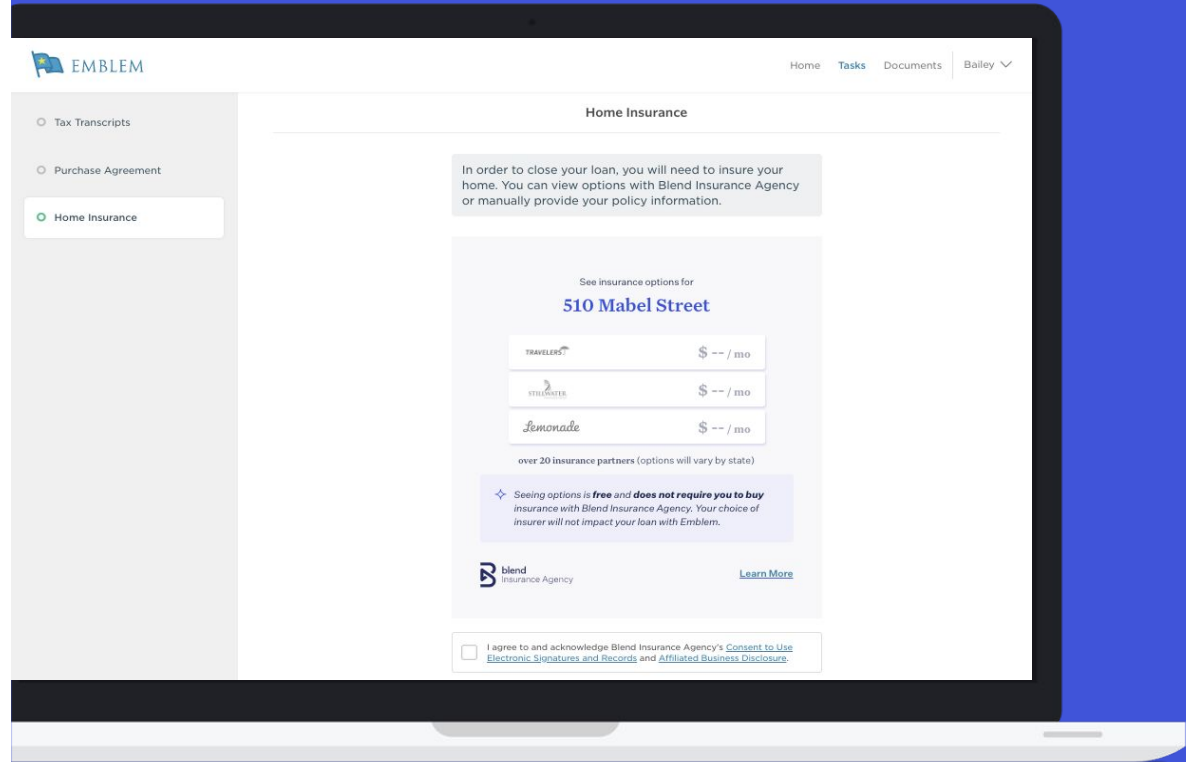 EMBLEM
Home Tasks Documents Bailey
Tax Transcripts
Purchase Agreement
Home Insurance
Home Insurance
In order to close your loan, you will need to insure your
home. You can view options with Blend Insurance Agency
or manually provide your policy information.
See insurance options for
510 Mabel Street
TRAVELERS $ -- / mo
STILLWATER $ -- / mo
Lemonade $ -- / mo
over 20 insurance partners (options will vary by state)
Seeing options is free and does not require you to buy
insurance with Blend Insurance Agency. Your choice of
insurer will not impact your loan with Emblem.
blend
Insurance Agency
Learn More
I agree to and acknowledge Blend Insurance Agency's Consent to Use
Electronic Signatures and Records and Affiliated Business Disclosure.